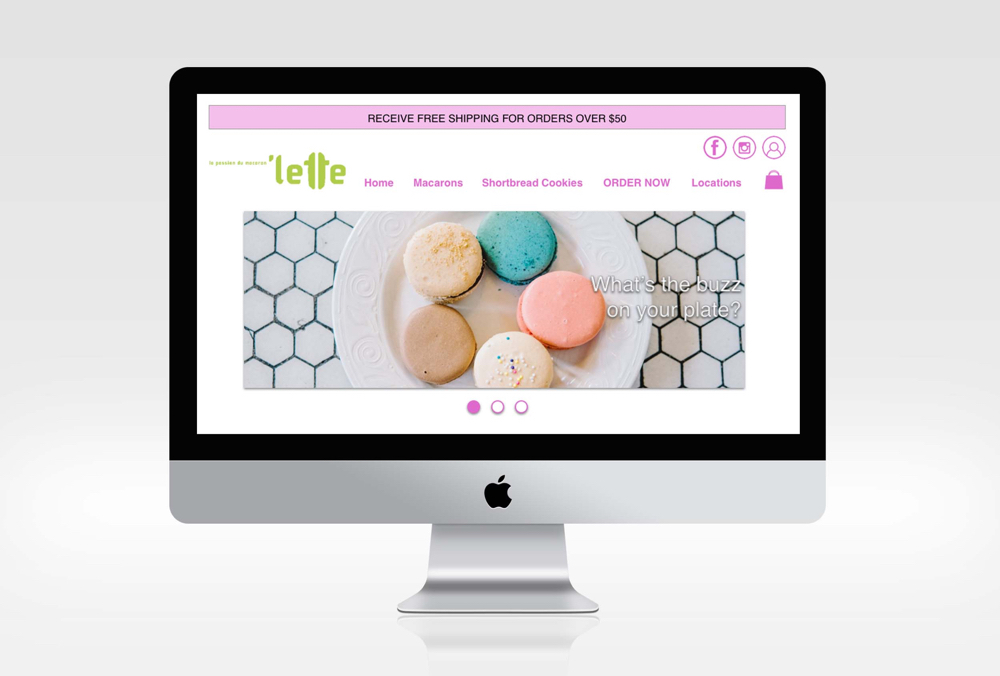 RECEIVE FREE SHIPPING FOR ORDERS OVER $50
la passion du macaron 'lette
Home Macarons Shortbread Cookies ORDER NOW Locations
What's the buzz
on your plate?